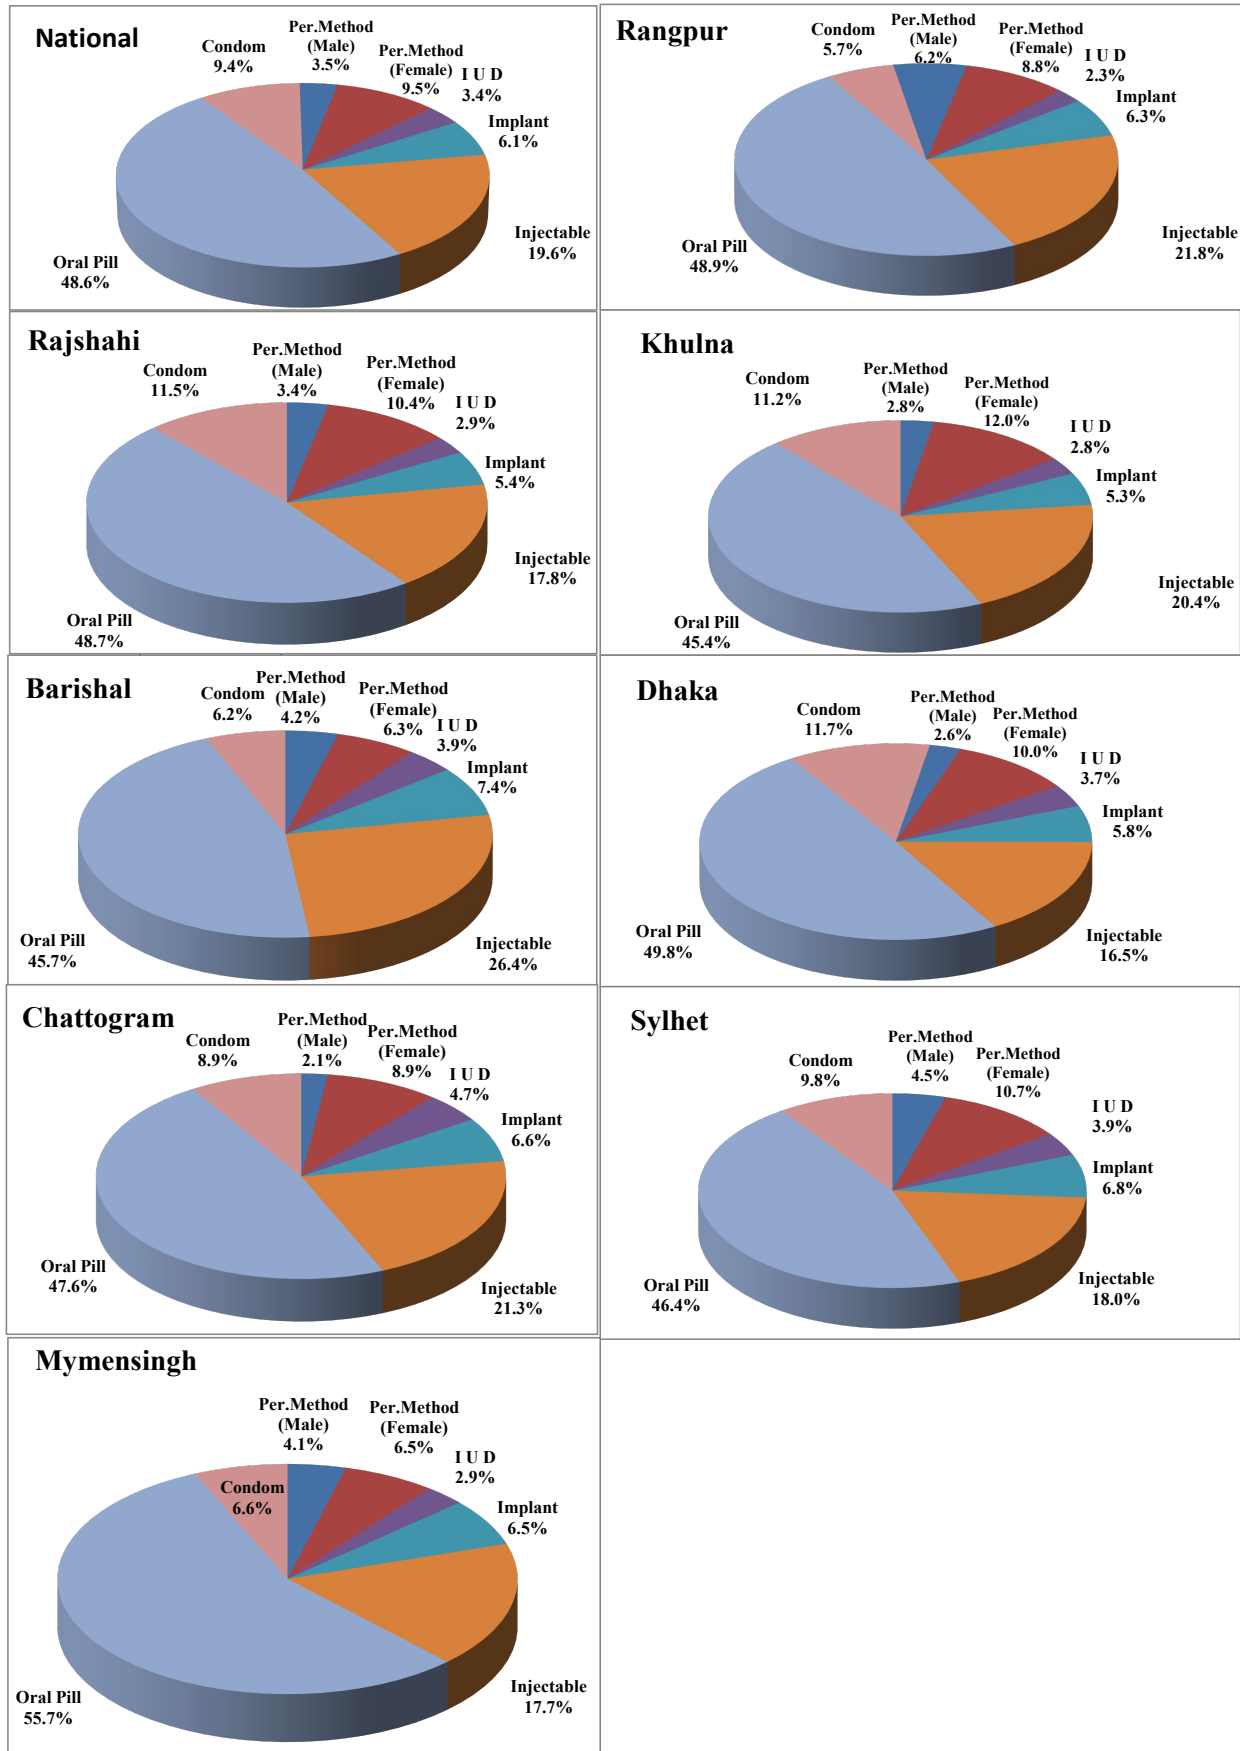 National
Condom
9.4%
Per.Method
(Male)
3.5%
Per.Method
(Female)
9.5%
I U D
3.4%
Implant
6.1%
Injectable
19.6%
Oral Pill
48.6%
Rangpur
Condom
5.7%
Per.Method
(Male)
6.2%
Per.Method
(Female)
8.8%
I U D
2.3%
Implant
6.3%
Injectable
21.8%
Oral Pill
48.9%
Rajshahi
Condom
11.5%
Per.Method
(Male)
3.4%
Per.Method
(Female)
10.4%
I U D
2.9%
Implant
5.4%
Injectable
17.8%
Oral Pill
48.7%
Khulna
Condom
11.2%
Per.Method
(Male)
2.8%
Per.Method
(Female)
12.0%
I U D
2.8%
Implant
5.3%
Injectable
20.4%
Oral Pill
45.4%
Barishal
Condom
6.2%
Per.Method
(Male)
4.2%
Per.Method
(Female)
6.3%
I U D
3.9%
Implant
7.4%
Injectable
26.4%
Oral Pill
45.7%
Dhaka
Condom
11.7%
Per.Method
(Male)
2.6%
Per.Method
(Female)
10.0%
I U D
3.7%
Implant
5.8%
Injectable
16.5%
Oral Pill
49.8%
Chattogram
Condom
8.9%
Per.Method
(Male)
2.1%
Per.Method
(Female)
8.9%
I U D
4.7%
Implant
6.6%
Injectable
21.3%
Oral Pill
47.6%
Sylhet
Condom
9.8%
Per.Method
(Male)
4.5%
Per.Method
(Female)
10.7%
I U D
3.9%
Implant
6.8%
Injectable
18.0%
Oral Pill
46.4%
Mymensingh
Condom
6.6%
Per.Method
(Male)
4.1%
Per.Method
(Female)
6.5%
I U D
2.9%
Implant
6.5%
Injectable
17.7%
Oral Pill
55.7%